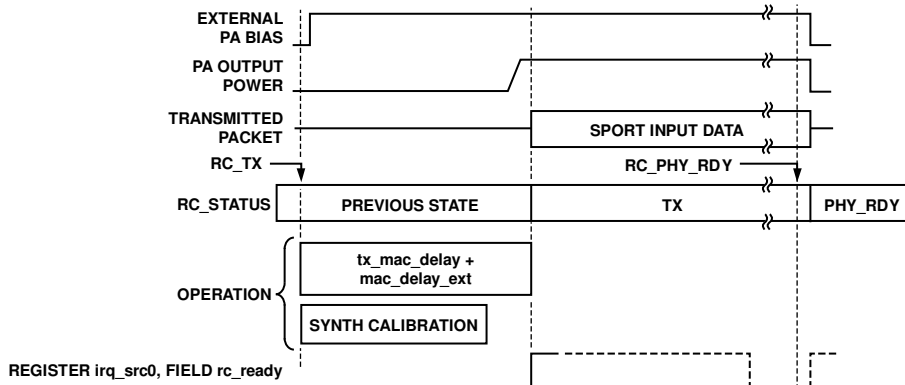 EXTERNAL
PA BIAS
PA OUTPUT
POWER
TRANSMITTED
PACKET
SPORT INPUT DATA
RC_TX
RC_PHY_RDY
RC_STATUS
PREVIOUS STATE
TX
PHY_RDY
OPERATION
tx_mac_delay +
mac_delay_ext
SYNTH CALIBRATION
REGISTER irq_src0, FIELD rc_ready